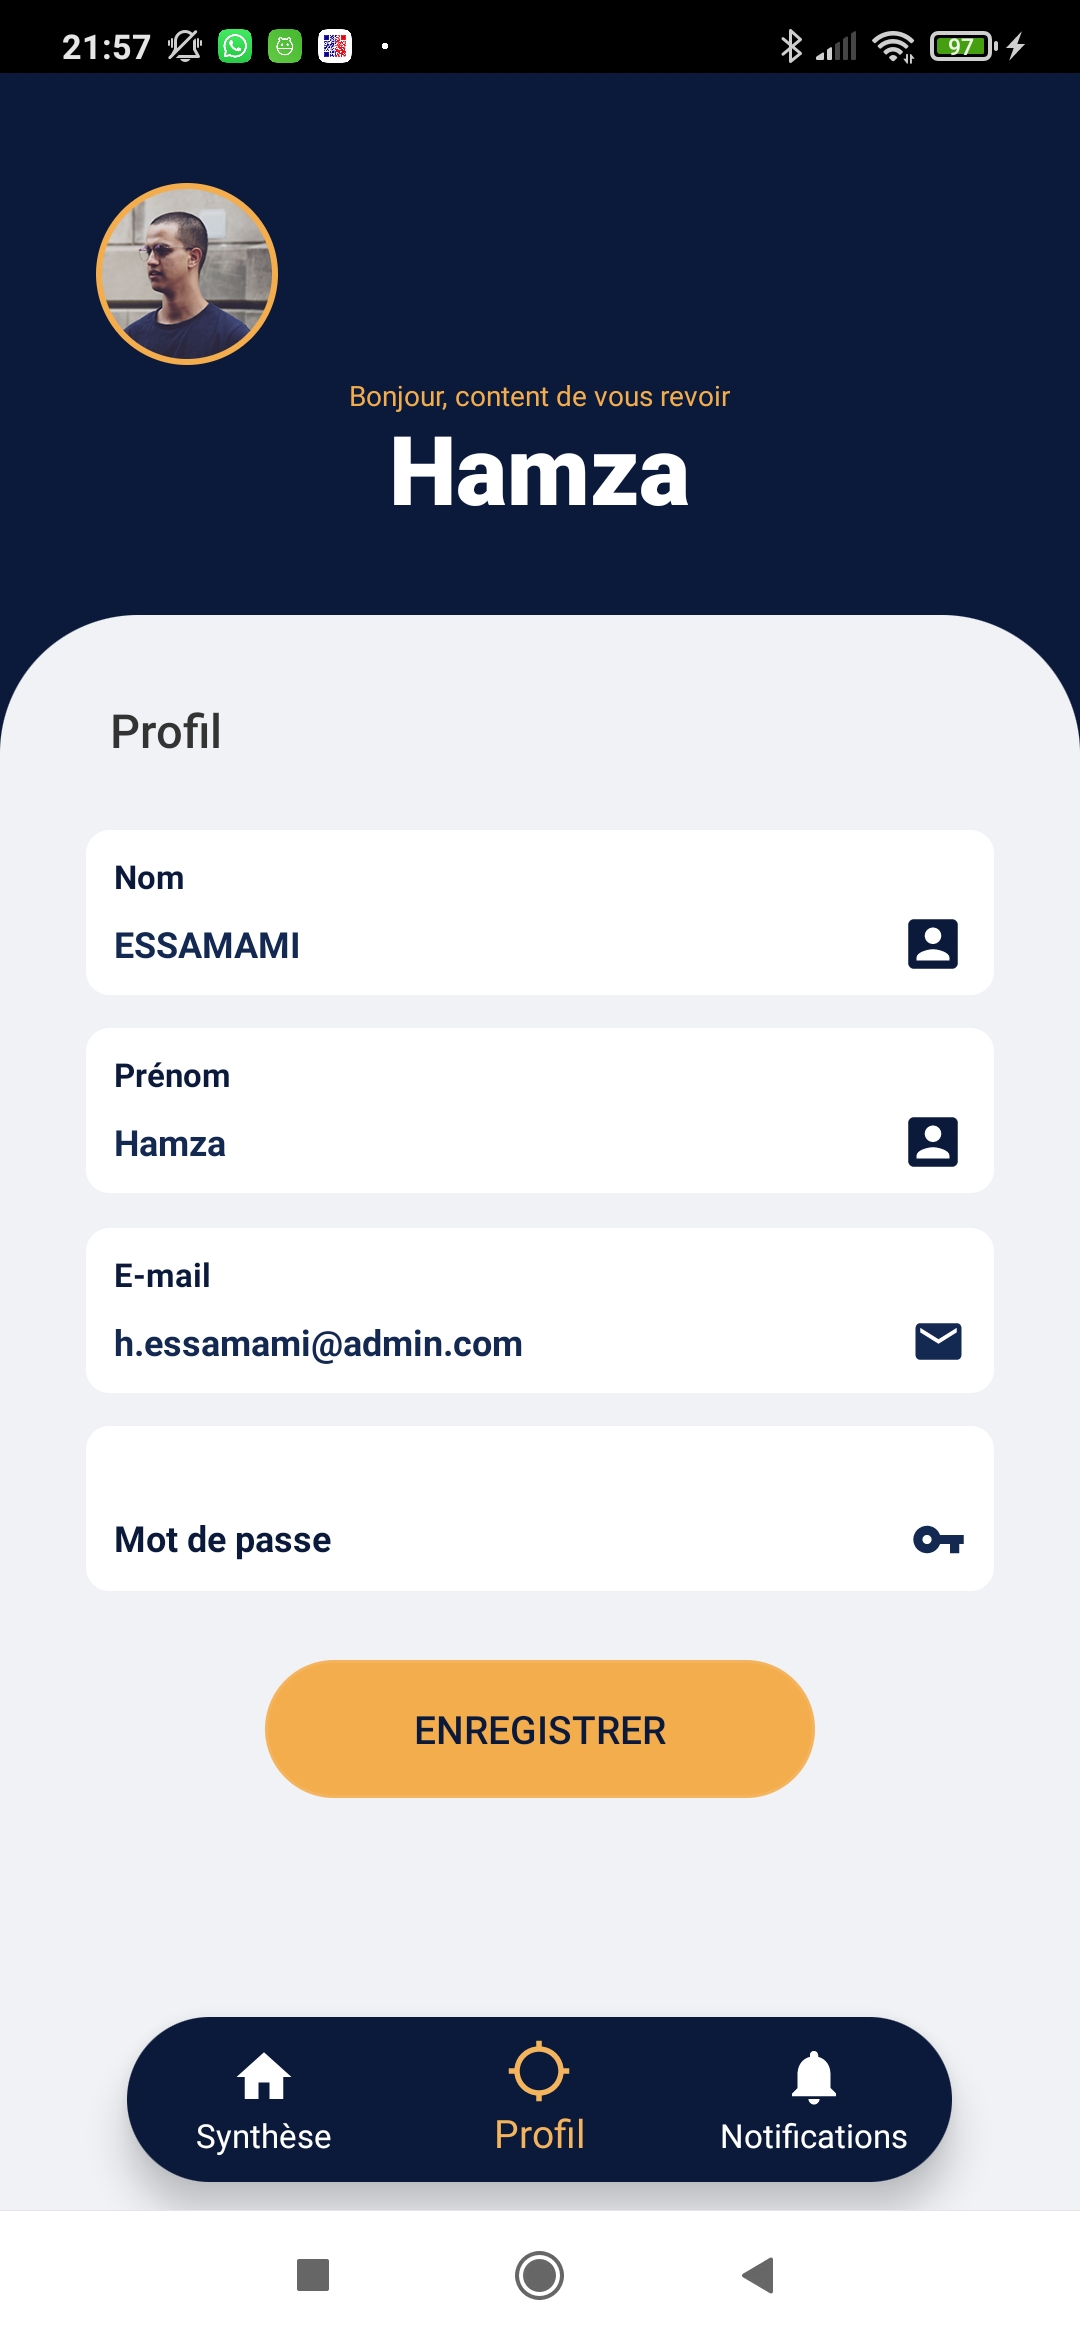 21:57
97
Bonjour, content de vous revoir
Hamza
Profil
Nom
ESSAMAMI
Prénom
Hamza
E-mail
h.essamami@admin.com
Mot de passe
ENREGISTRER
Synthèse
Profil
Notifications